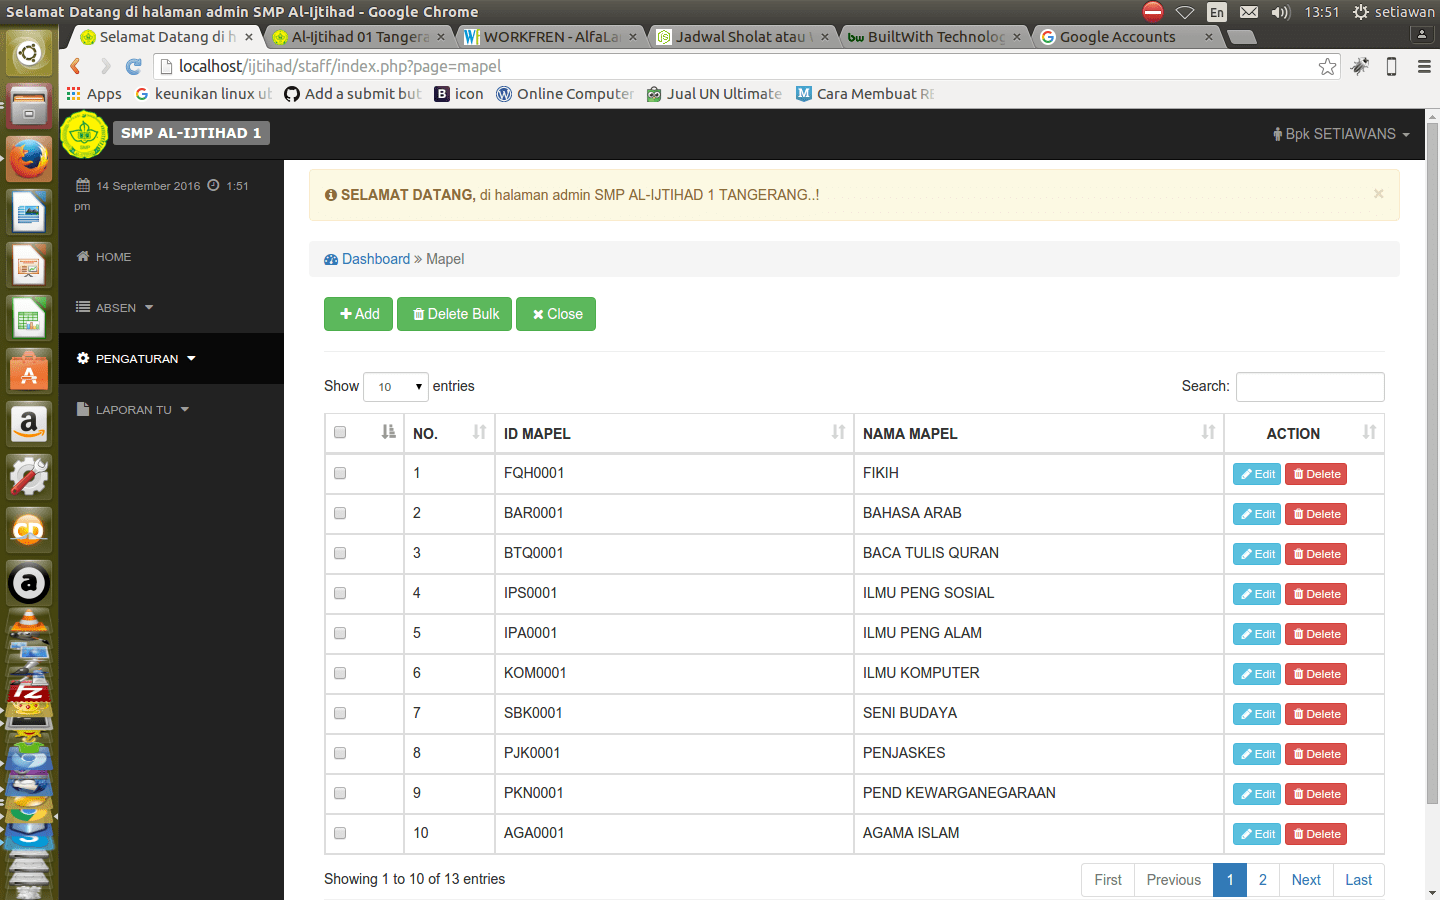 Selamat Datang di halaman admin SMP Al-Ijtihad - Google Chrome
En 13:51 setiawan
Selamat Datang di h × Al-Ijtihad 01 Tangera × WORKFREN - AlfaLa × Jadwal Sholat atau × BuiltWith Technolog × Google Accounts ×
localhost/ijtihad/staff/index.php?page=mapel
Apps keunikan linux ub Add a submit but icon Online Computer Jual UN Ultimate Cara Membuat RE
SMP AL-IJTIHAD 1 Bpk SETIAWANS
14 September 2016 1:51
pm
HOME
ABSEN
PENGATURAN
LAPORAN TU
SELAMAT DATANG, di halaman admin SMP AL-IJTIHAD 1 TANGERANG..! ×
Dashboard » Mapel
Add Delete Bulk Close
Show 10 entries Search:
NO. ID MAPEL NAMA MAPEL ACTION
1 FQH0001 FIKIH Edit Delete
2 BAR0001 BAHASA ARAB Edit Delete
3 BTQ0001 BACA TULIS QURAN Edit Delete
4 IPS0001 ILMU PENG SOSIAL Edit Delete
5 IPA0001 ILMU PENG ALAM Edit Delete
6 KOM0001 ILMU KOMPUTER Edit Delete
7 SBK0001 SENI BUDAYA Edit Delete
8 PJK0001 PENJASKES Edit Delete
9 PKN0001 PEND KEWARGANEGARAAN Edit Delete
10 AGA0001 AGAMA ISLAM Edit Delete
Showing 1 to 10 of 13 entries First Previous 1 2 Next Last